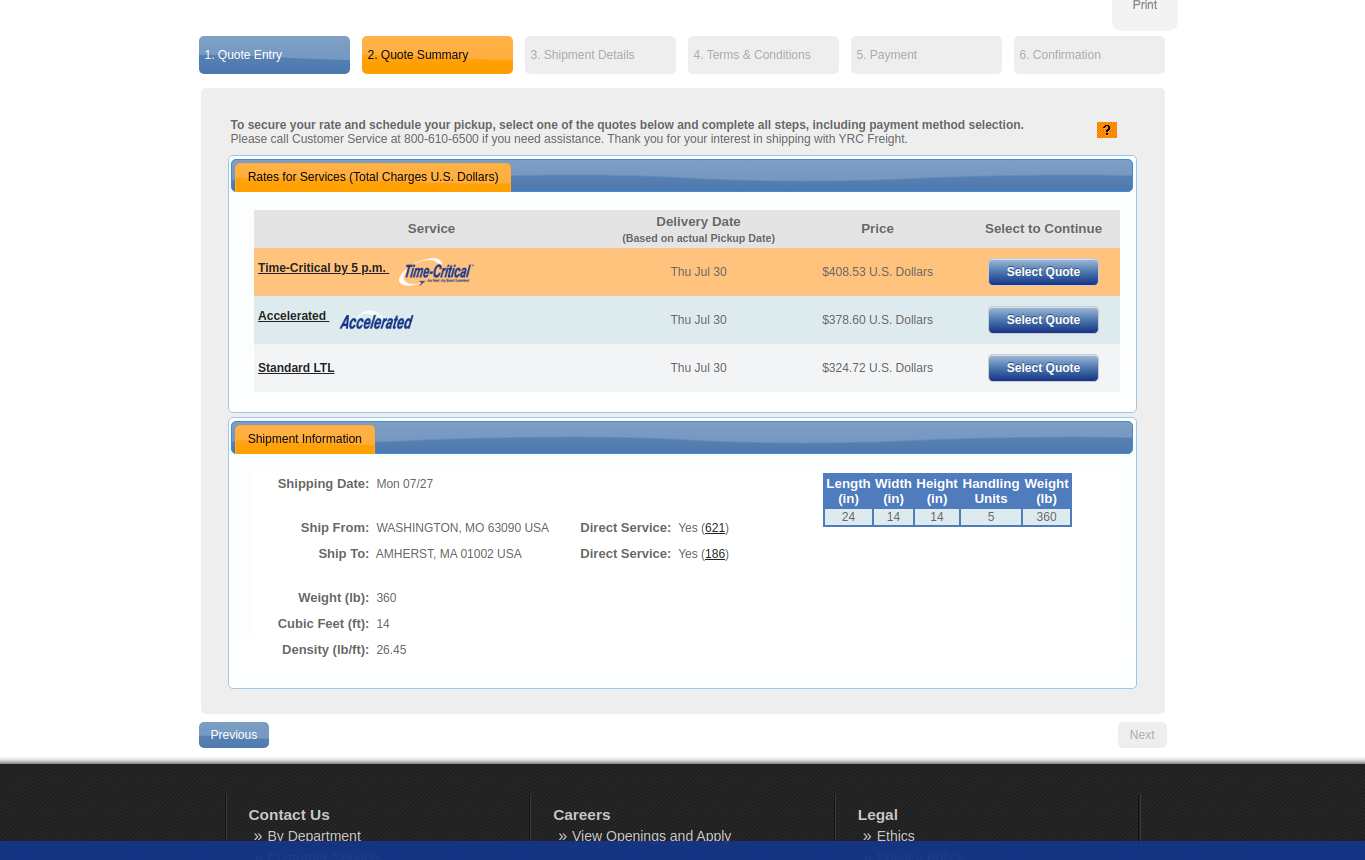 Print
1. Quote Entry
2. Quote Summary
3. Shipment Details
4. Terms & Conditions
5. Payment
6. Confirmation
To secure your rate and schedule your pickup, select one of the quotes below and complete all steps, including payment method selection.
Please call Customer Service at 800-610-6500 if you need assistance. Thank you for your interest in shipping with YRC Freight.
?
Rates for Services (Total Charges U.S. Dollars)
Service Delivery Date (Based on actual Pickup Date) Price Select to Continue
Time-Critical by 5 p.m. Time-Critical Thu Jul 30 $408.53 U.S. Dollars Select Quote
Accelerated Accelerated Thu Jul 30 $378.60 U.S. Dollars Select Quote
Standard LTL Thu Jul 30 $324.72 U.S. Dollars Select Quote
Shipment Information
Shipping Date: Mon 07/27
Ship From: WASHINGTON, MO 63090 USA Direct Service: Yes (621)
Ship To: AMHERST, MA 01002 USA Direct Service: Yes (186)
Weight (lb): 360
Cubic Feet (ft): 14
Density (lb/ft): 26.45
Length (in) Width (in) Height (in) Handling Units Weight (lb)
24 14 14 5 360
Previous
Next
Contact Us
» By Department
Careers
» View Openings and Apply
Legal
» Ethics